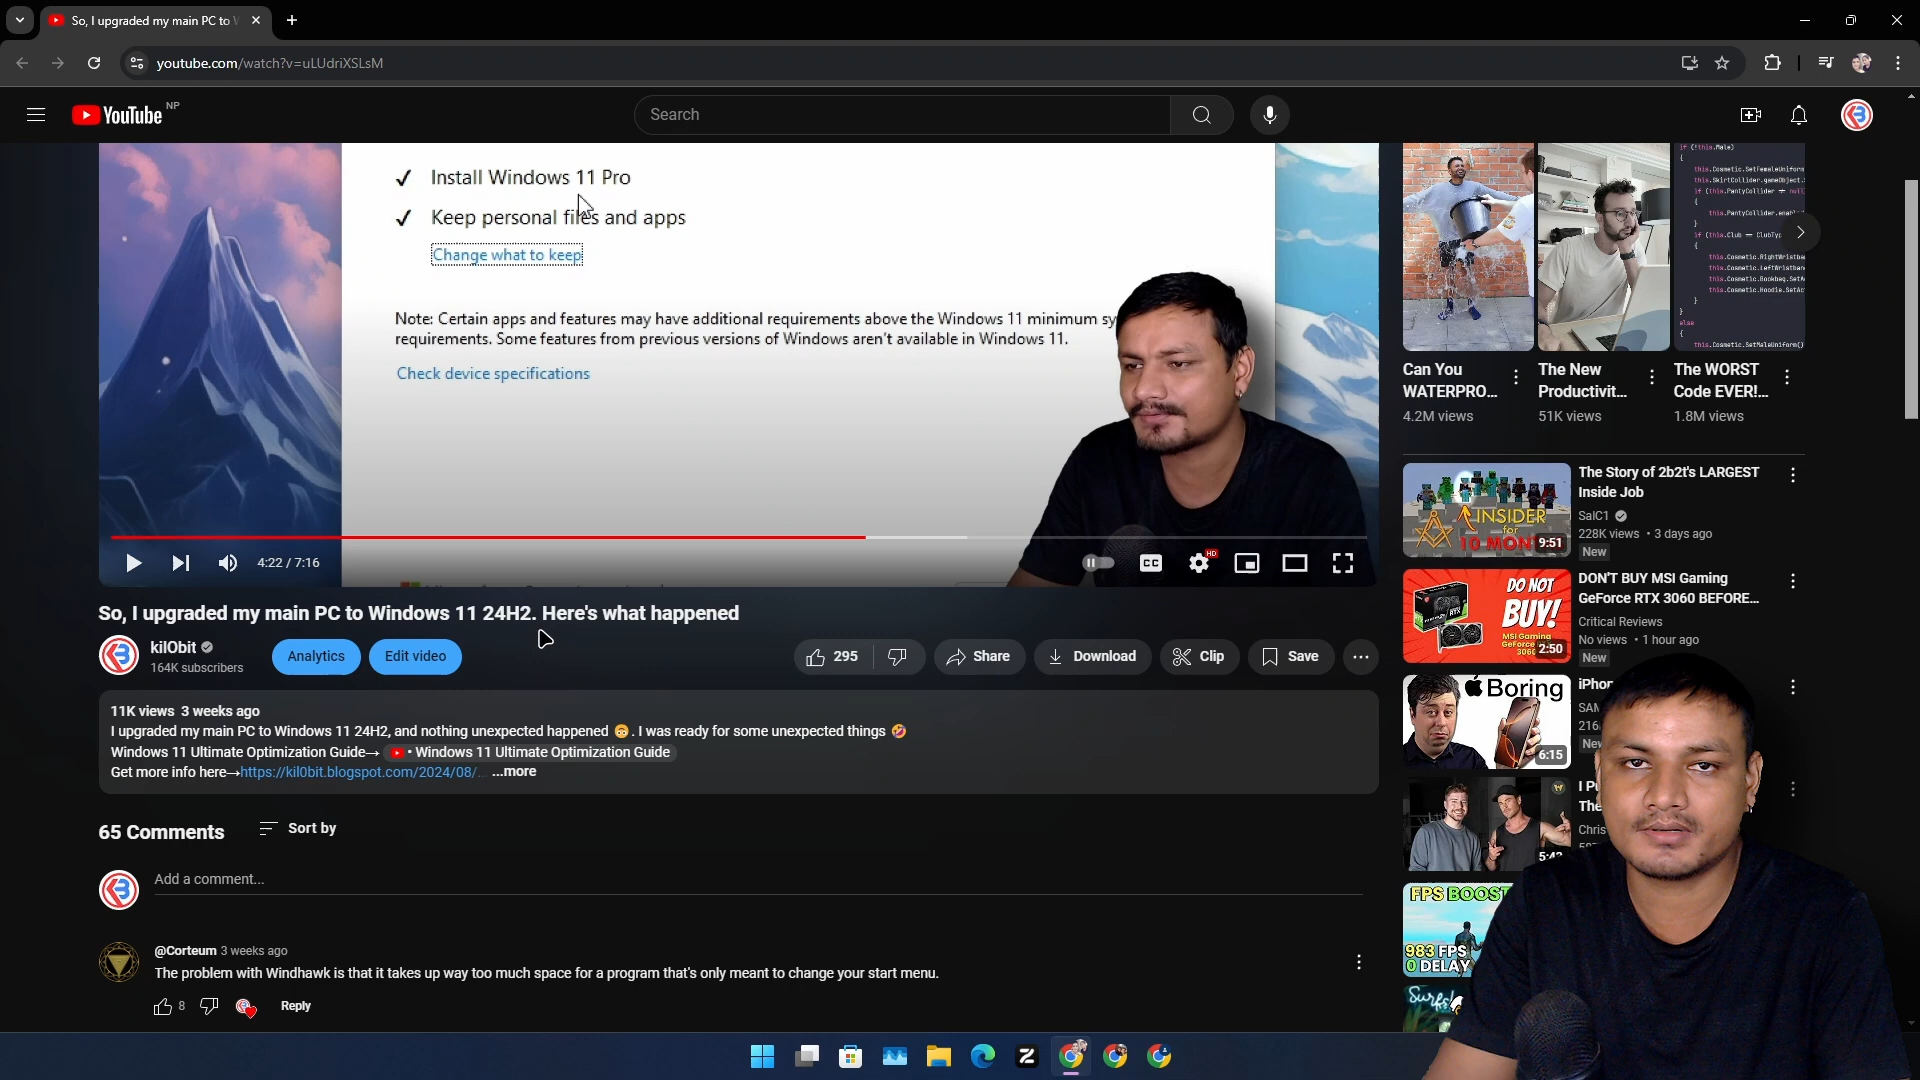 So, I upgraded my main PC to
youtube.com/watch?v=uLUdriXSLsM
YouTube NP
Search
Install Windows 11 Pro
Keep personal files and apps
Change what to keep
Note: Certain apps and features may have additional requirements above the Windows 11 minimum sy
requirements. Some features from previous versions of Windows aren't available in Windows 11.
Check device specifications
4:22 / 7:16
CC
HD
So, I upgraded my main PC to Windows 11 24H2. Here's what happened
kilObit
164K subscribers
Analytics
Edit video
295
Share
Download
Clip
Save
11K views 3 weeks ago
I upgraded my main PC to Windows 11 24H2, and nothing unexpected happened. I was ready for some unexpected things
Windows 11 Ultimate Optimization Guide→ • Windows 11 Ultimate Optimization Guide
Get more info here→https://kil0bit.blogspot.com/2024/08/... ...more
65 Comments
Sort by
Add a comment...
@Corteum 3 weeks ago
The problem with Windhawk is that it takes up way too much space for a program that's only meant to change your start menu.
8
Reply
Can You
WATERPRO...
4.2M views
The New
Productivit...
51K views
The WORST
Code EVER!...
1.8M views
INSIDER
for
10 MON
9:51
The Story of 2b2t's LARGEST
Inside Job
SalC1
228K views • 3 days ago
New
DO NOT
BUY!
MSI Gaming
GeForce RTX
3060
2:50
DON'T BUY MSI Gaming
GeForce RTX 3060 BEFORE...
Critical Reviews
No views • 1 hour ago
New
Boring
6:15
FPS BOOST
983 FPS
0 DELAY